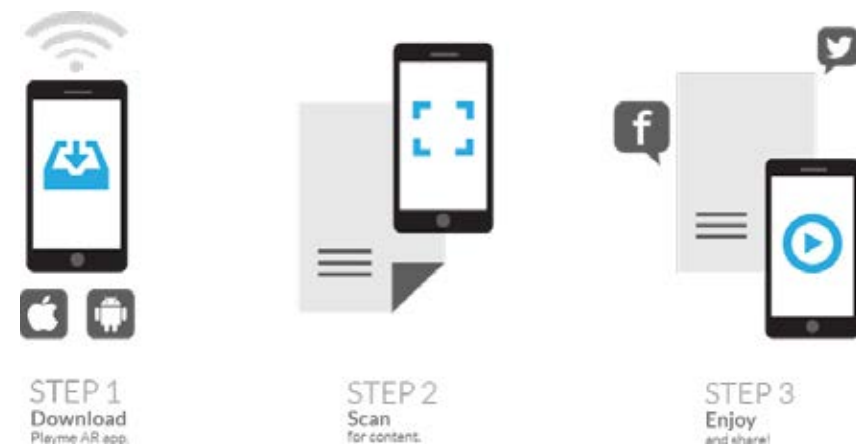 STEP 1
Download
Playme AR app.
STEP 2
Scan
for content.
STEP 3
Enjoy
and share!